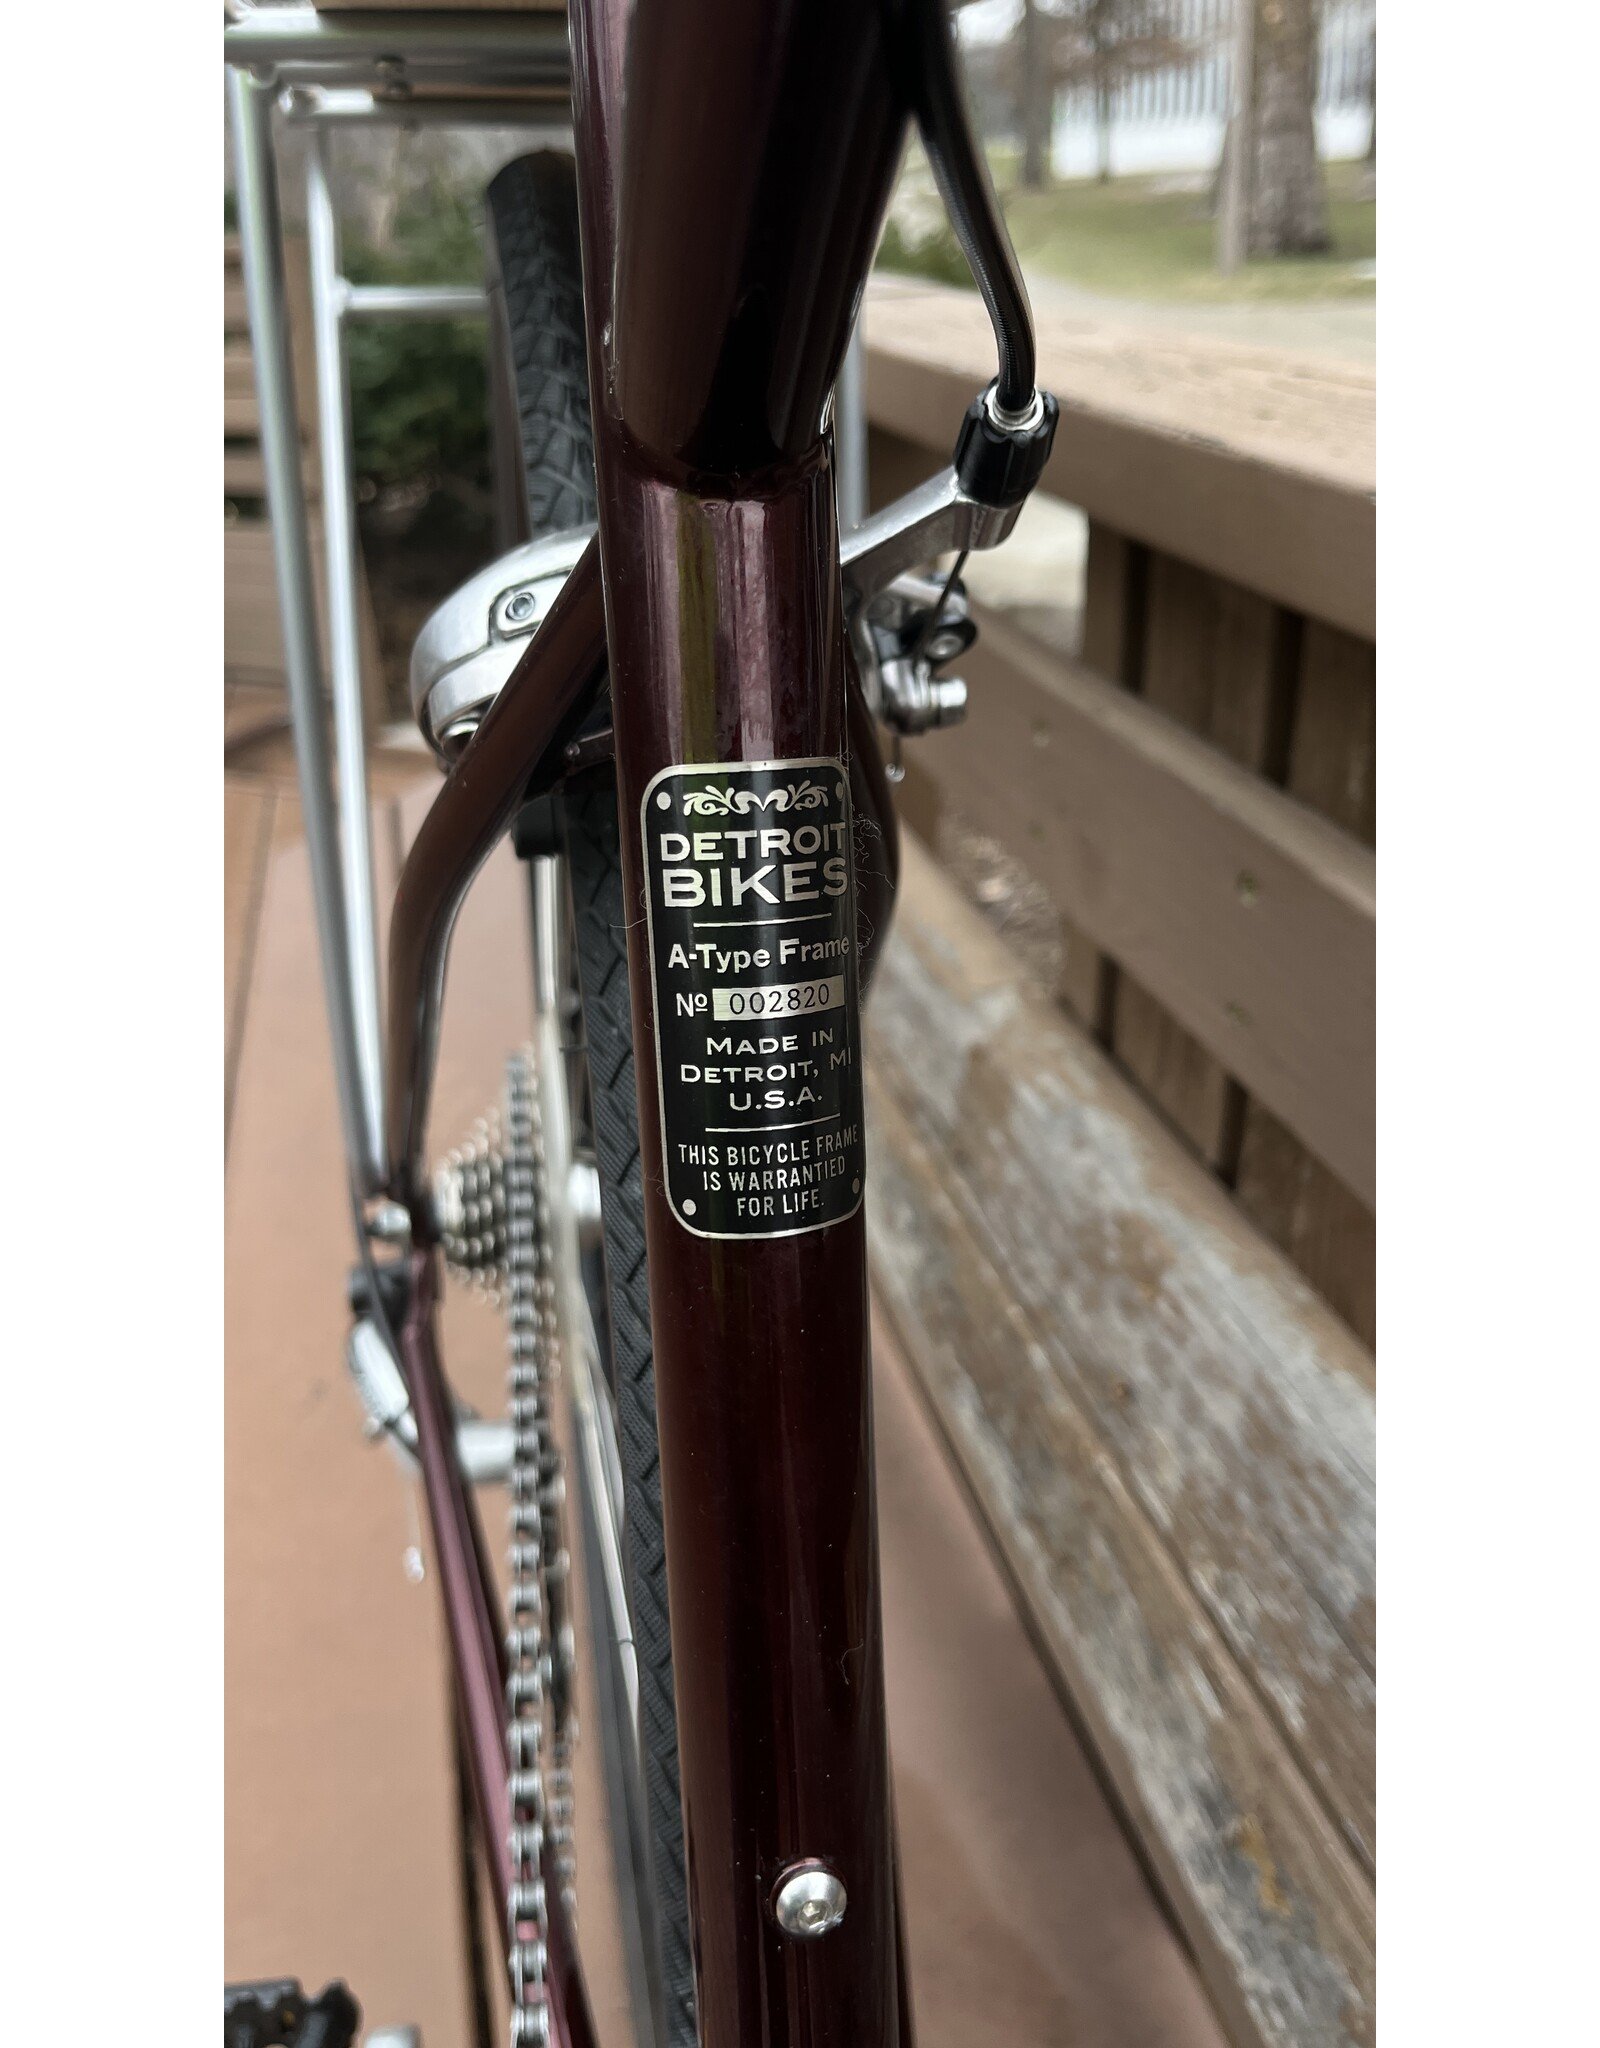 DETROIT
BIKES
A-Type Frame
Nº 002820
MADE IN
DETROIT, MI
U.S.A.
THIS BICYCLE FRAME
IS WARRANTIED
FOR LIFE.